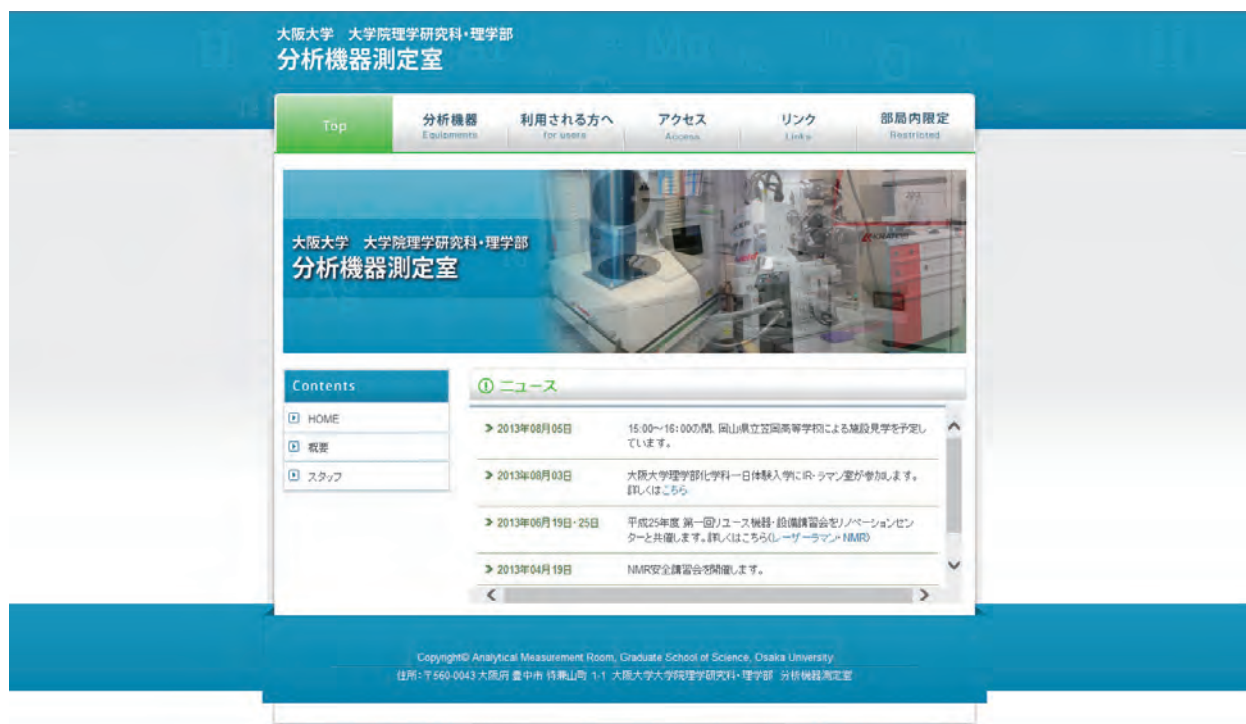 大阪大学 大学院理学研究科・理学部
分析機器測定室
Top
分析機器
Equipments
利用される方へ
for users
アクセス
Access
リンク
Links
部局内限定
Restricted
大阪大学 大学院理学研究科・理学部
分析機器測定室
Contents
HOME
概要
スタッフ
ニュース
2013年08月05日
15:00～16:00の間、岡山県立笠岡高等学校による施設見学を予定し
ています。
2013年08月03日
大阪大学理学部化学科一日体験入学にIR・ラマン室が参加します。
詳しくはこちら
2013年06月19日・25日
平成25年度 第一回リユース機器・設備講習会をリノベーションセン
ターと共催します。詳しくはこちら(レーザーラマン・NMR)
2013年04月19日
NMR安全講習会を開催します。
Copyright© Analytical Measurement Room, Graduate School of Science, Osaka University
住所：〒560-0043 大阪府 豊中市 待兼山町 1-1 大阪大学大学院理学研究科・理学部 分析機器測定室